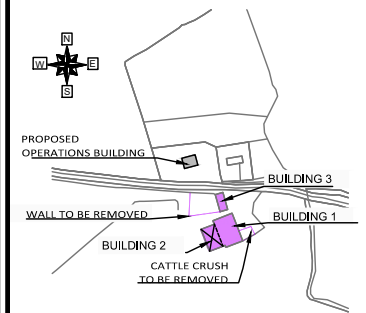 N
W E
S
PROPOSED
OPERATIONS BUILDING
BUILDING 3
WALL TO BE REMOVED
BUILDING 1
BUILDING 2
CATTLE CRUSH
TO BE REMOVED